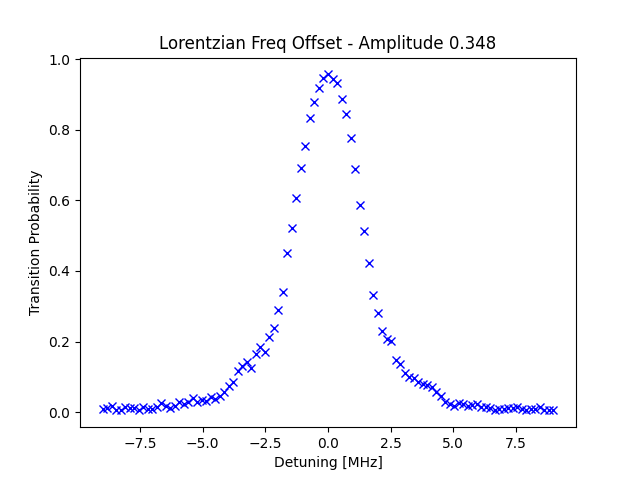 Lorentzian Freq Offset - Amplitude 0.348
1.0
0.8
0.6
0.4
0.2
0.0
Transition Probability
−7.5 −5.0 −2.5 0.0 2.5 5.0 7.5
Detuning [MHz]